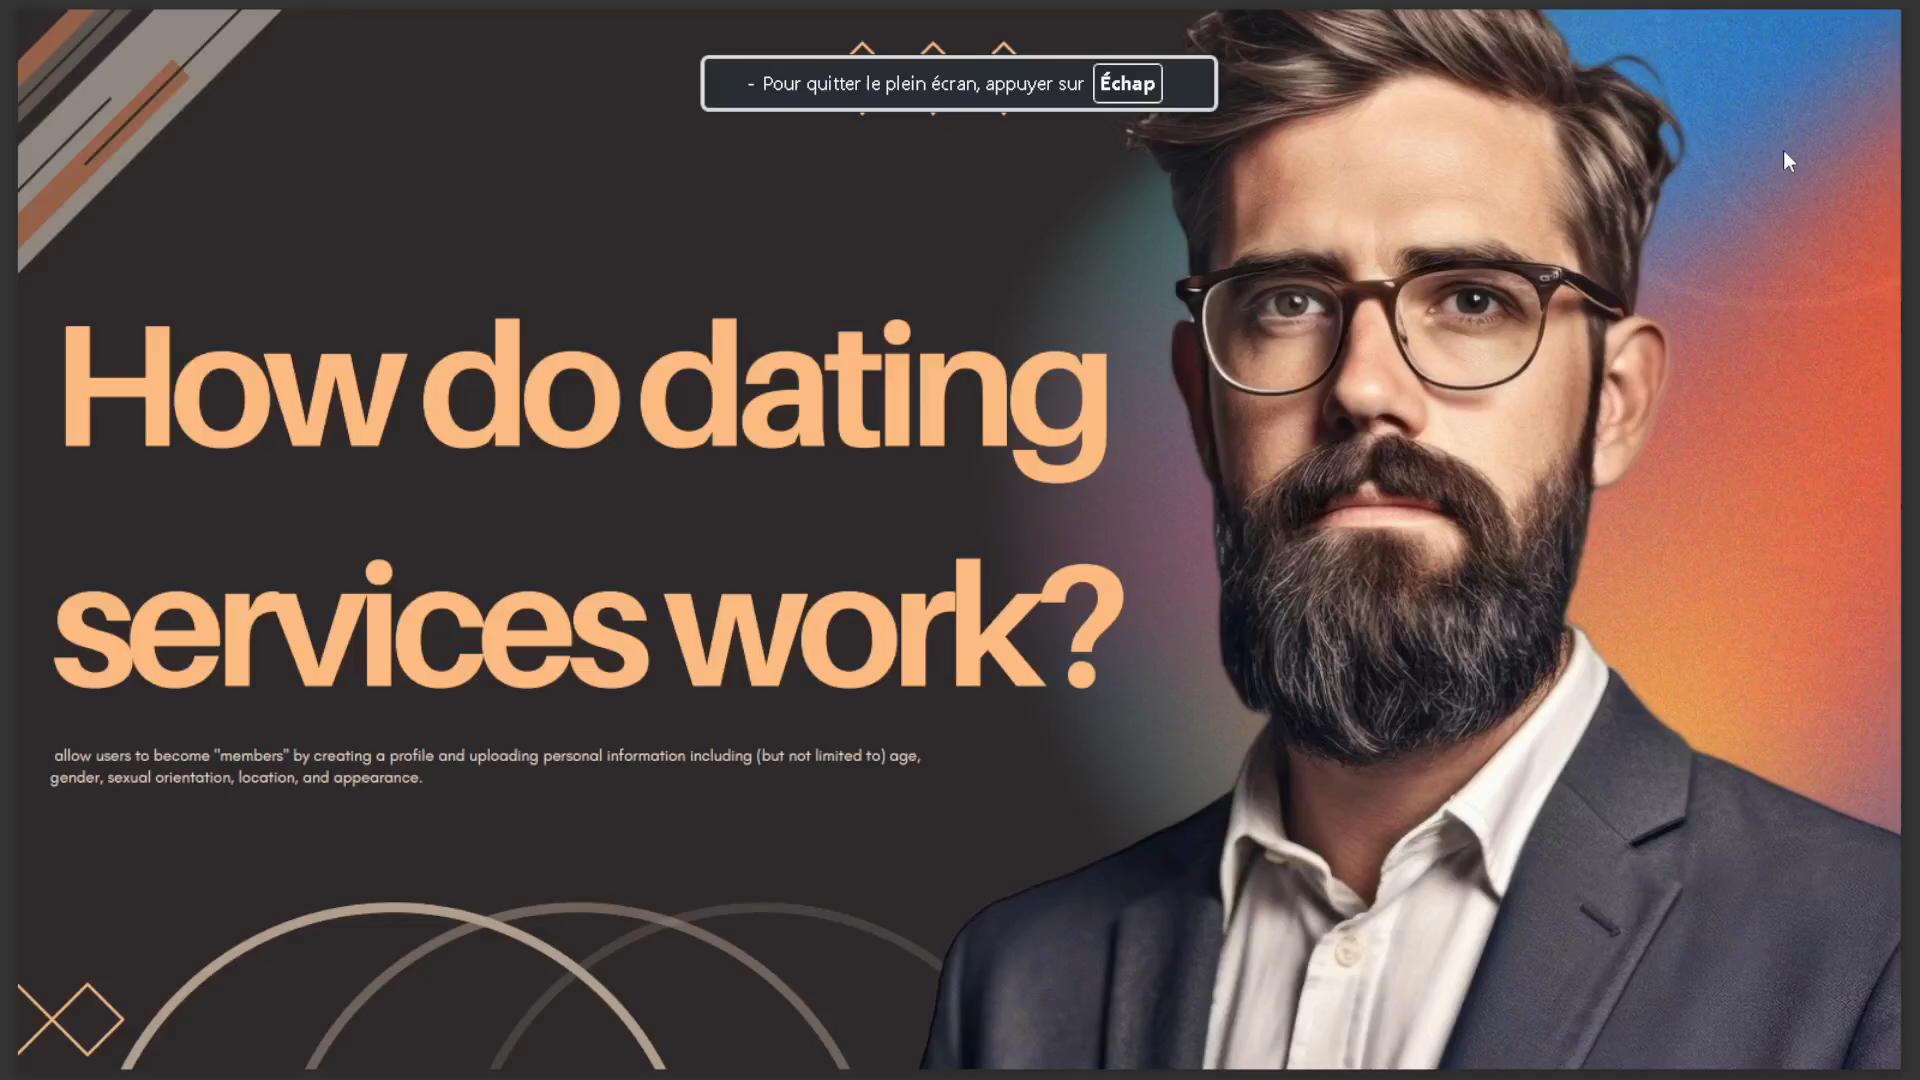 - Pour quitter le plein écran, appuyer sur Échap
How do dating
services work?
allow users to become "members" by creating a profile and uploading personal information including (but not limited to) age,
gender, sexual orientation, location, and appearance.